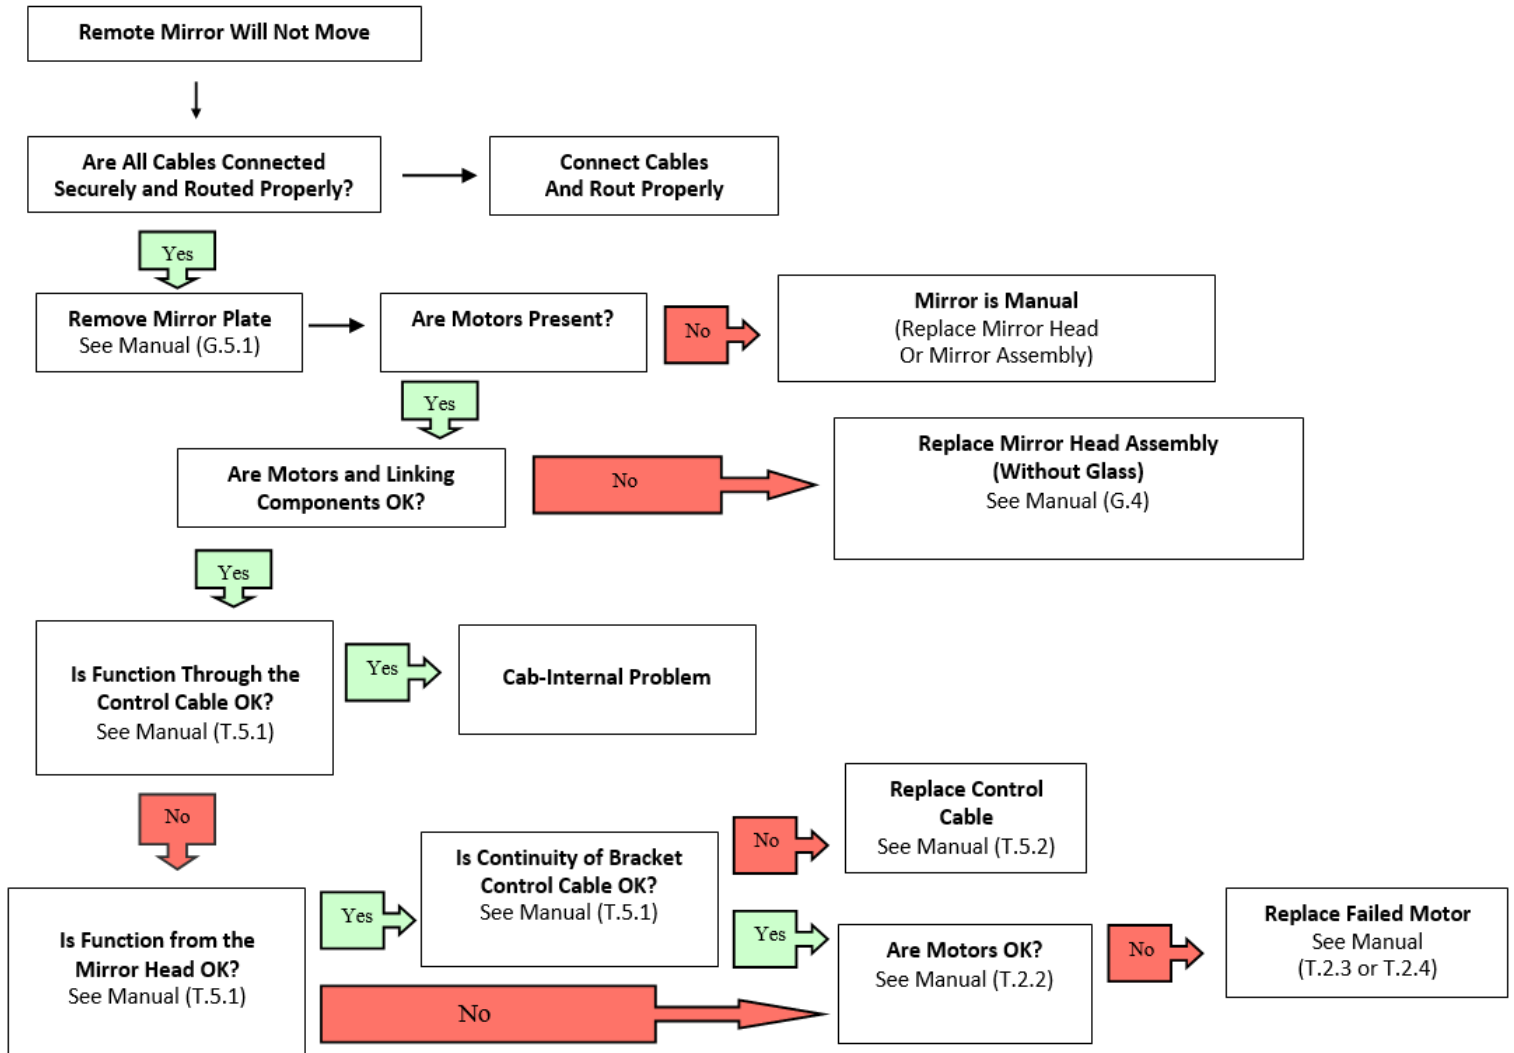 Remote Mirror Will Not Move
Are All Cables Connected
Securely and Routed Properly?
Connect Cables
And Rout Properly
Yes
Remove Mirror Plate
See Manual (G.5.1)
Are Motors Present?
No
Mirror is Manual
(Replace Mirror Head
Or Mirror Assembly)
Yes
Are Motors and Linking
Components OK?
No
Replace Mirror Head Assembly
(Without Glass)
See Manual (G.4)
Yes
Is Function Through the
Control Cable OK?
See Manual (T.5.1)
Yes
Cab-Internal Problem
No
Is Function from the
Mirror Head OK?
See Manual (T.5.1)
Yes
Is Continuity of Bracket
Control Cable OK?
See Manual (T.5.1)
No
Replace Control
Cable
See Manual (T.5.2)
Yes
No
Are Motors OK?
See Manual (T.2.2)
No
Replace Failed Motor
See Manual
(T.2.3 or T.2.4)